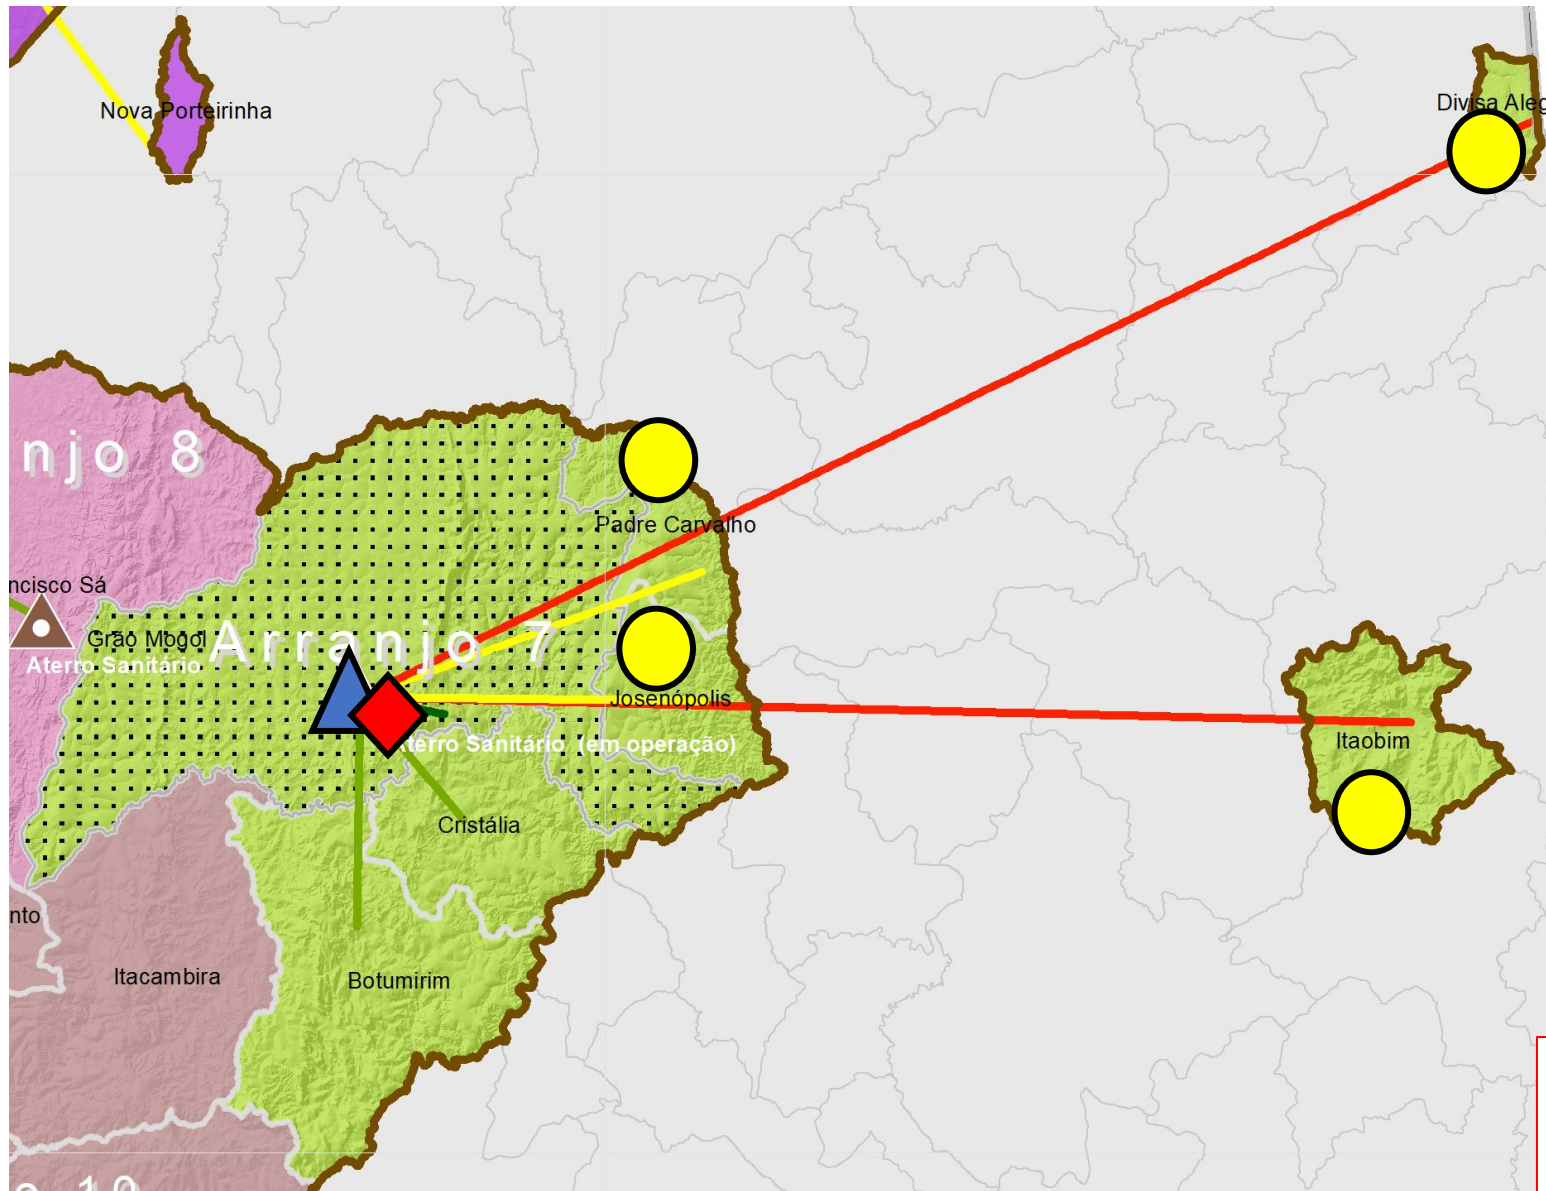 Nova Porteirinha
Divisa Aleg
njo 8
Padre Carvalho
ncisco Sá
Grão Mogol
Arranjo 7
Aterro Sanitário
Josenópolis
Aterro Sanitário (em operação)
Itaobim
Cristália
nto
Itacambira
Botumirim
o 10